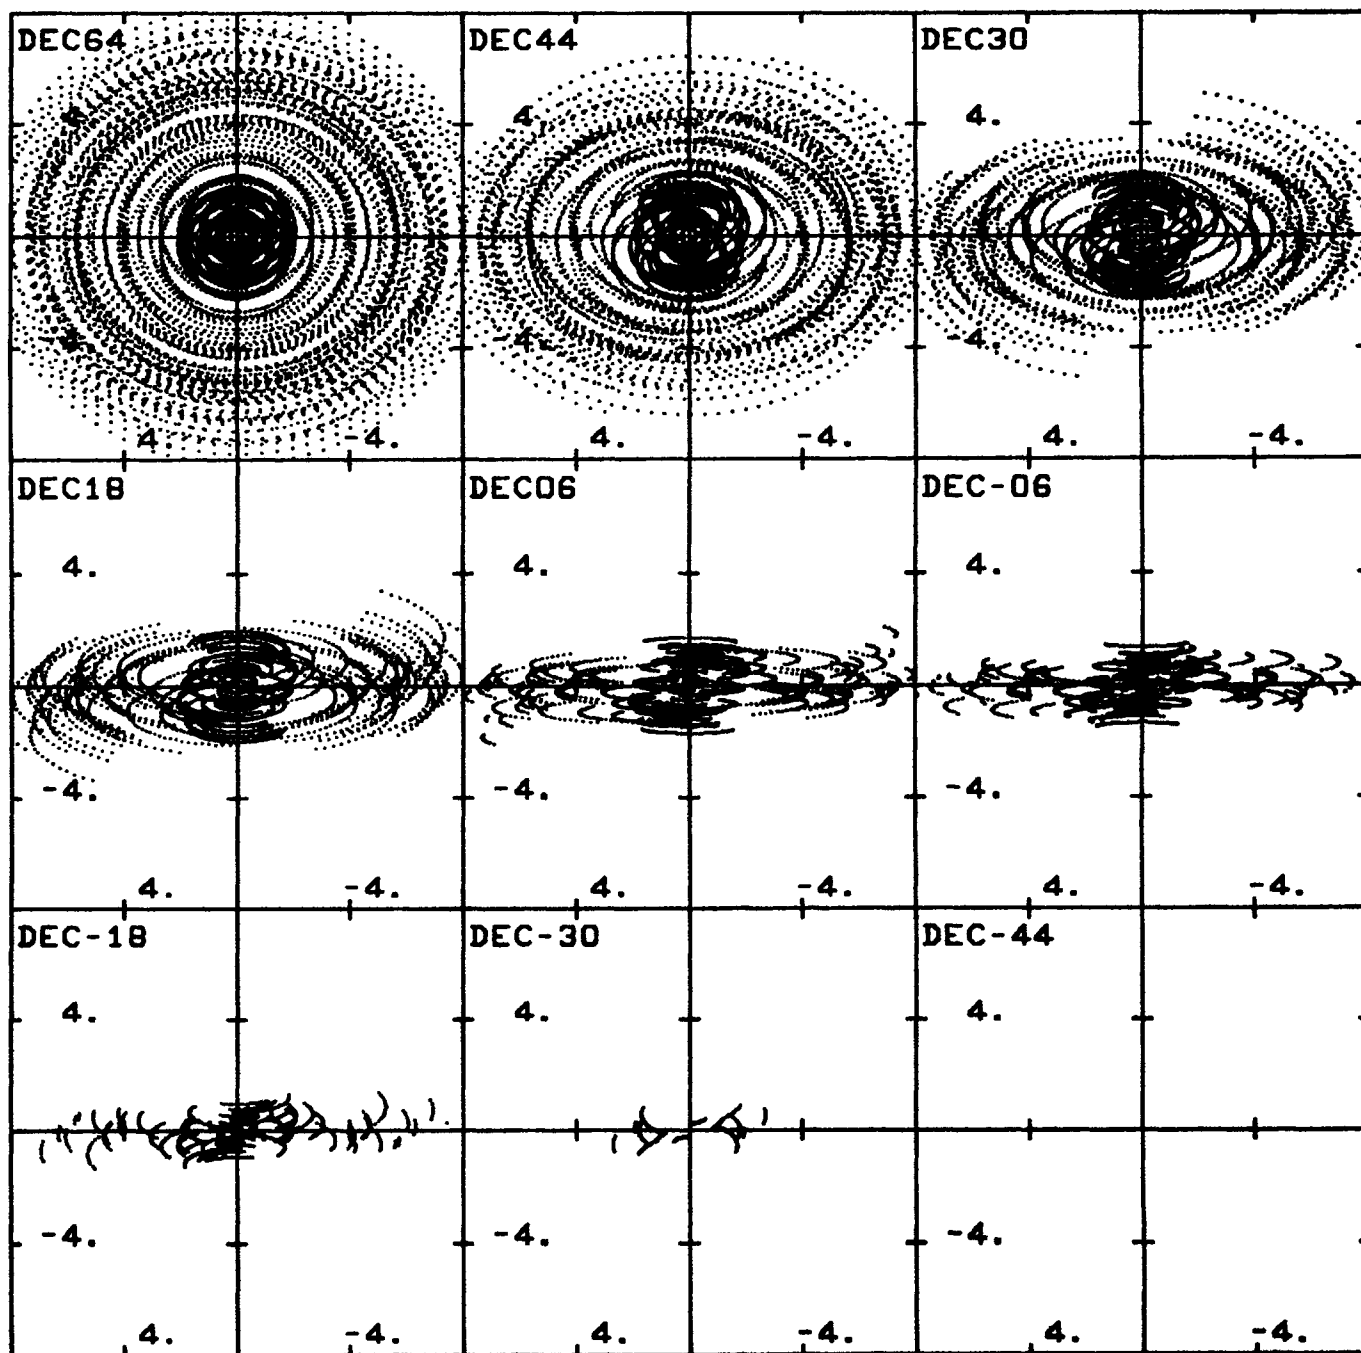 DEC64 DEC44 DEC30
4. 4.
-4. -4.
4. -4. 4. -4. 4. -4.
DEC18 DEC06 DEC-06
4. 4. 4.
-4. -4. -4.
4. -4. 4. -4. 4. -4.
DEC-18 DEC-30 DEC-44
4. 4. 4.
-4. -4. -4.
4. -4. 4. -4. 4. -4.